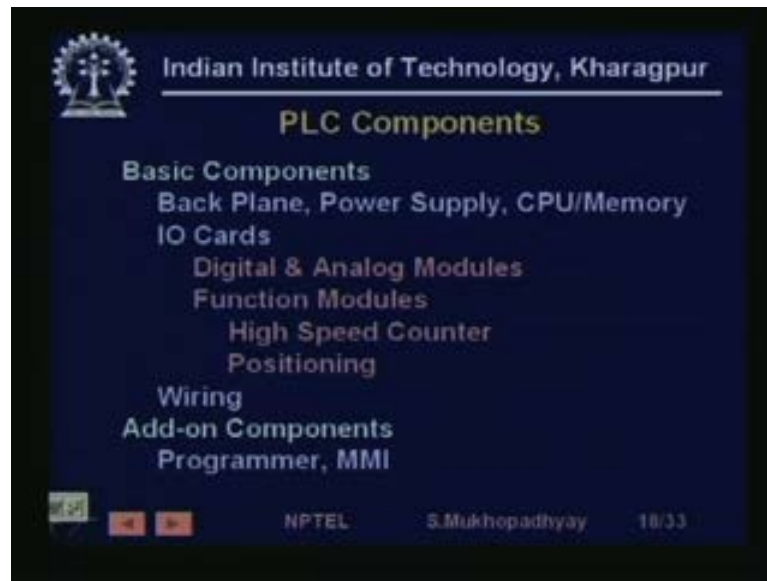 Indian Institute of Technology, Kharagpur
PLC Components
Basic Components
Back Plane, Power Supply, CPU/Memory
IO Cards
Digital & Analog Modules
Function Modules
High Speed Counter
Positioning
Wiring
Add-on Components
Programmer, MMI
NPTEL S.Mukhopadhyay 18/33